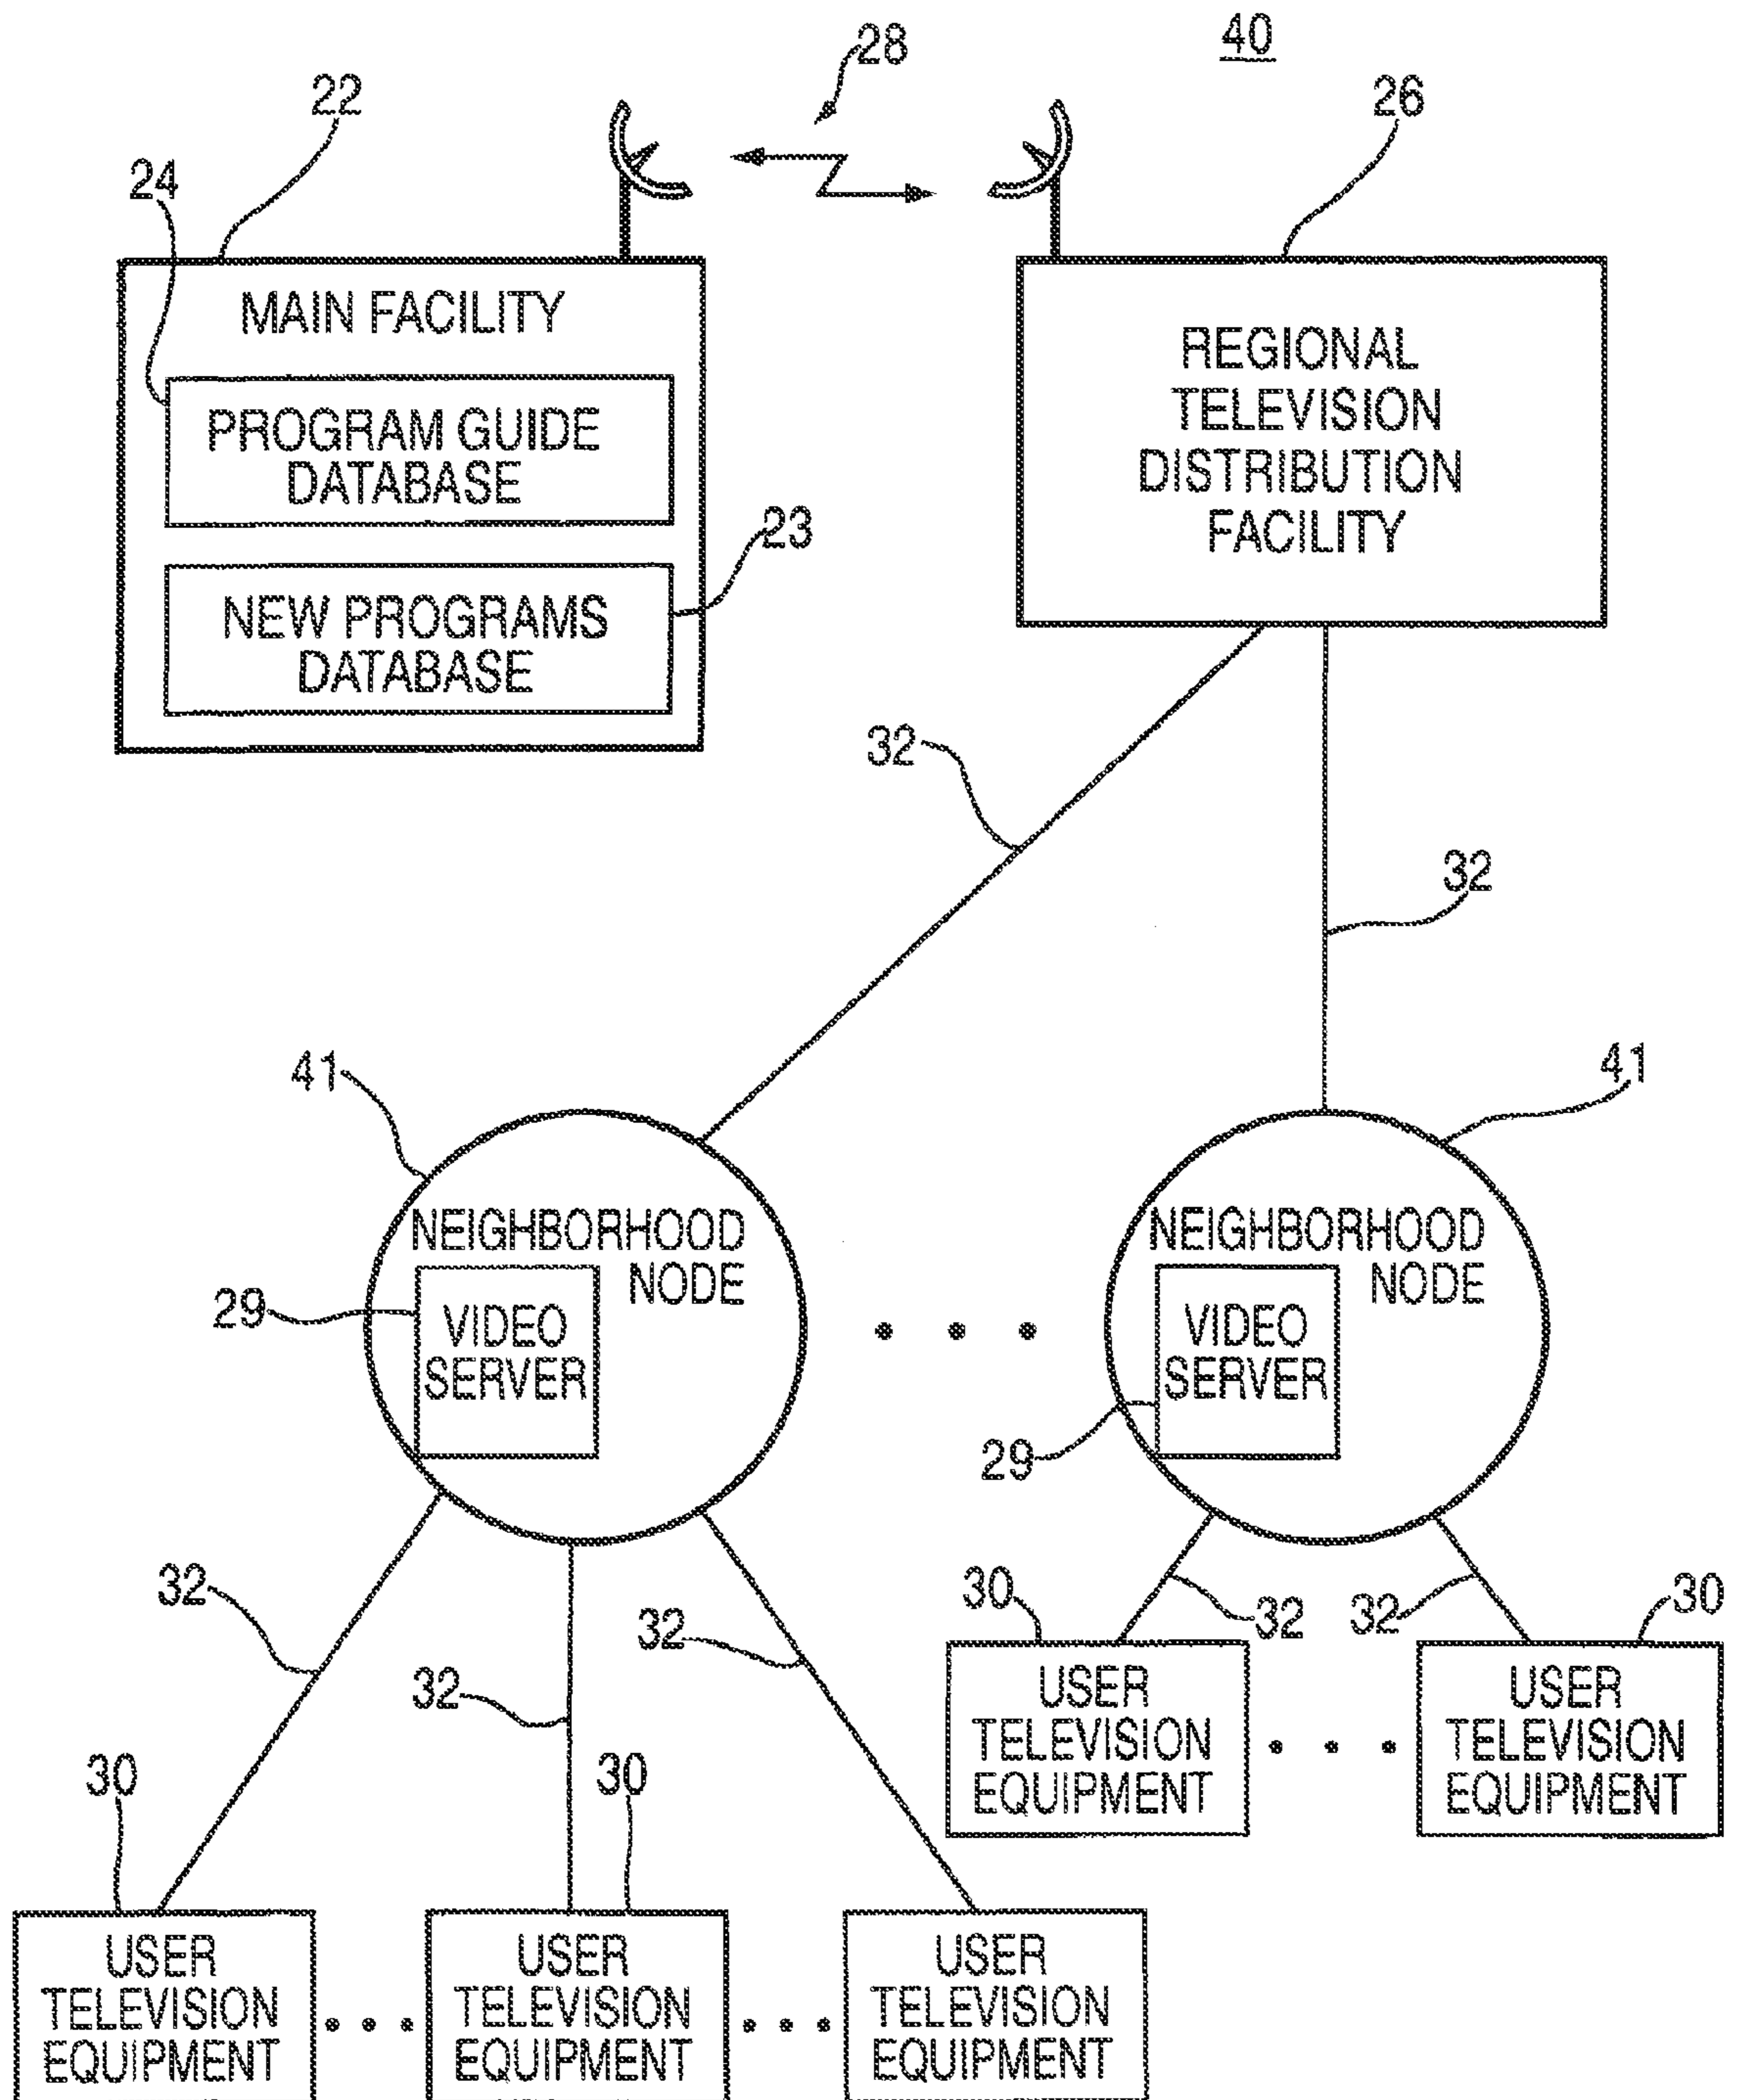 28
40
22
26
24
MAIN FACILITY
PROGRAM GUIDE
DATABASE
23
NEW PROGRAMS
DATABASE
REGIONAL
TELEVISION
DISTRIBUTION
FACILITY
32
32
41
41
NEIGHBORHOOD
NODE
29
VIDEO
SERVER
NEIGHBORHOOD
NODE
VIDEO
SERVER
29
32
32
32
30
32
32
30
USER
TELEVISION
EQUIPMENT
USER
TELEVISION
EQUIPMENT
30
30
USER
TELEVISION
EQUIPMENT
USER
TELEVISION
EQUIPMENT
USER
TELEVISION
EQUIPMENT